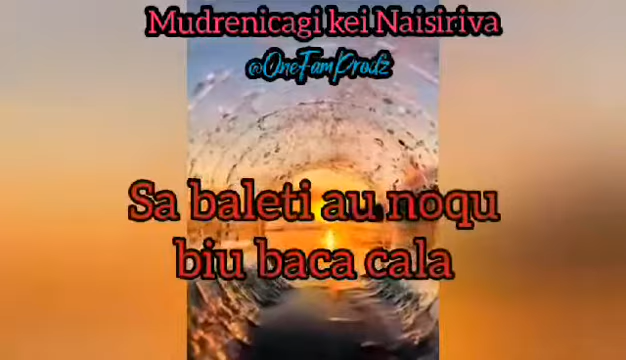 Mudrenicagi kei Naisiriva
@OneFamProdz
Sa baleti au noqu
biu baca cala